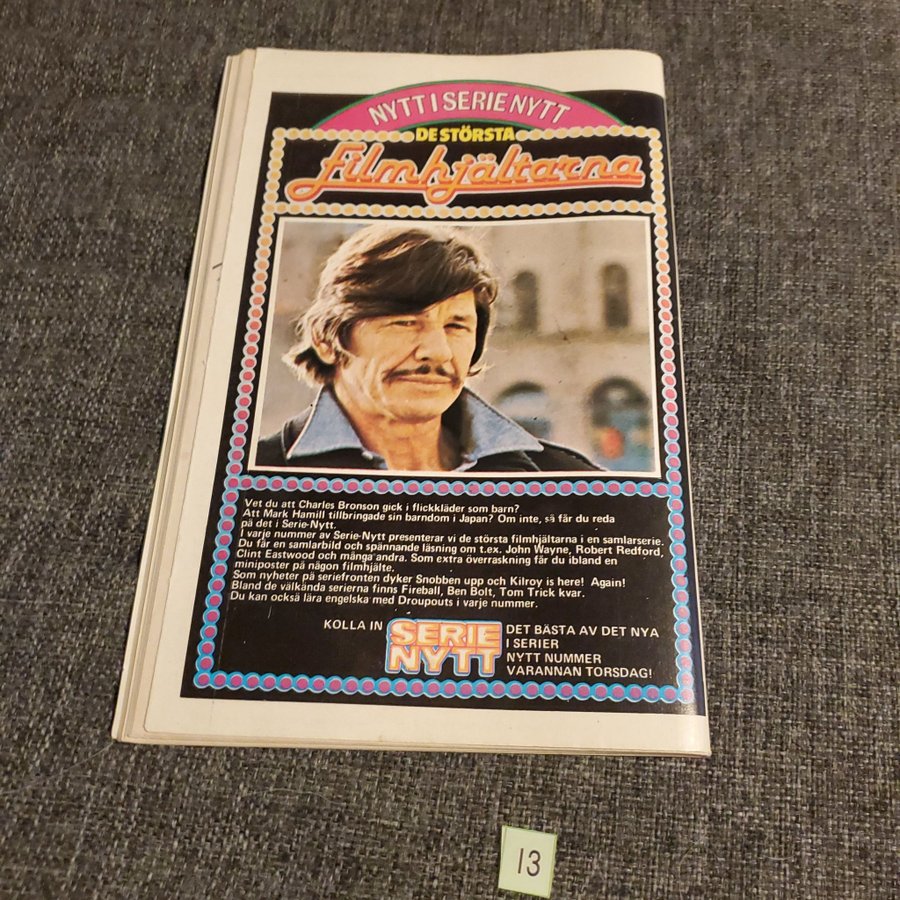 NYTT I SERIE NYTT
DE STÖRSTA
Filmhjältarna
Vet du att Charles Bronson gick i flickkläder som barn?
Att Mark Hamill tillbringade sin barndom i Japan? Om inte, så får du reda
på det i Serie-Nytt.
I varje nummer av Serie-Nytt presenterar vi de största filmhjältarna i en samlarserie.
Du får en samlarbild och spännande läsning om t.ex. John Wayne, Robert Redford,
Clint Eastwood och många andra. Som extra överraskning får du ibland en
miniposter på någon filmhjälte.
Som nyheter på seriefronten dyker Snobben upp och Kilroy is here! Again!
Bland de välkända serierna finns Fireball, Ben Bolt, Tom Trick kvar.
Du kan också lära engelska med Droupouts i varje nummer.
KOLLA IN
SERIE
NYTT
DET BÄSTA AV DET NYA
I SERIER
NYTT NUMMER
VARANNAN TORSDAG!
13